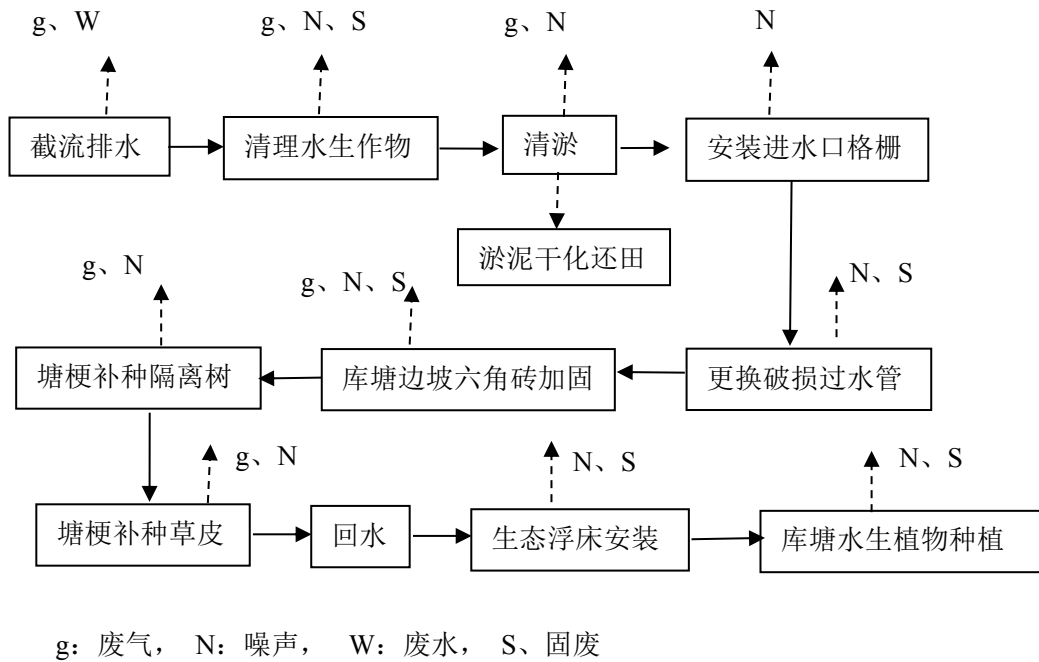 g、W
g、N、S
g、N
N
截流排水
清理水生作物
清淤
安装进水口格栅
淤泥干化还田
g、N
g、N、S
N、S
塘梗补种隔离树
库塘边坡六角砖加固
更换破损过水管
g、N
N、S
N、S
塘梗补种草皮
回水
生态浮床安装
库塘水生植物种植
g：废气， N：噪声， W：废水， S、固废